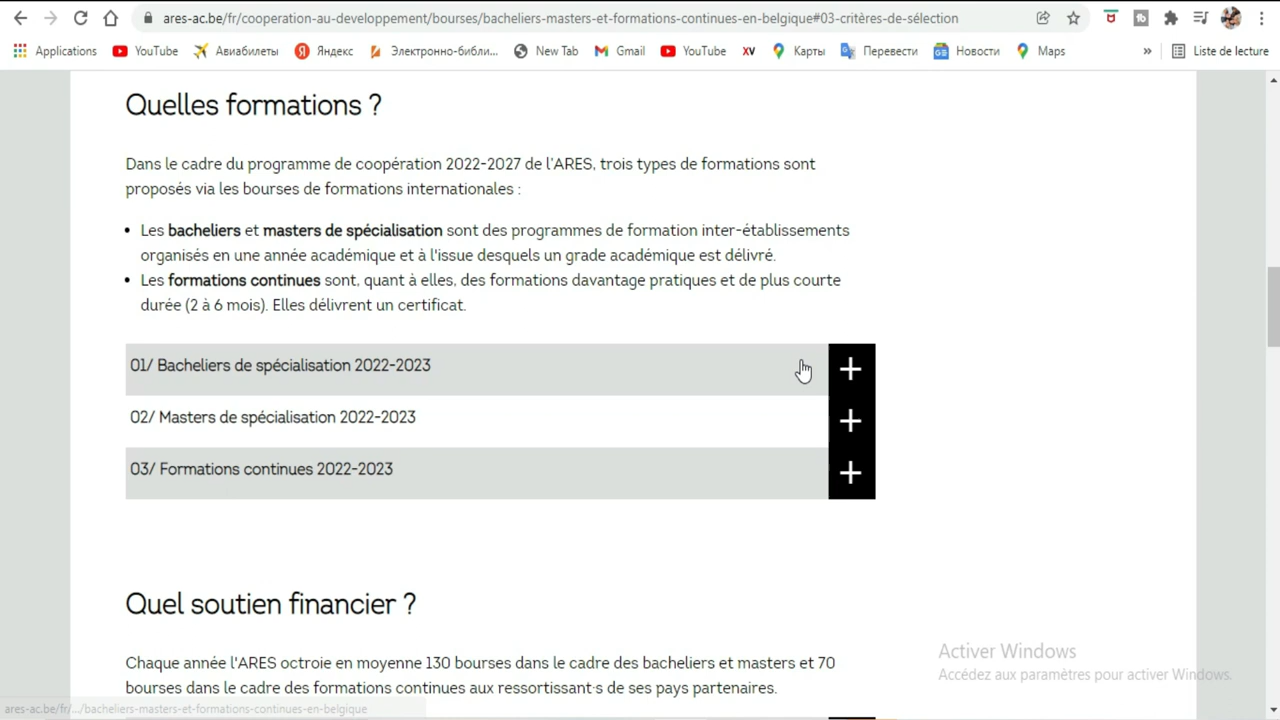 ares-ac.be/fr/cooperation-au-developpement/bourses/bacheliers-masters-et-formations-continues-en-belgique#03-critères-de-sélection
Applications YouTube Авиабилеты Яндекс Электронно-библи... New Tab Gmail YouTube XV Карты Перевести Новости Maps » Liste de lecture
Quelles formations ?
Dans le cadre du programme de coopération 2022-2027 de l'ARES, trois types de formations sont
proposés via les bourses de formations internationales :
• Les bacheliers et masters de spécialisation sont des programmes de formation inter-établissements
organisés en une année académique et à l'issue desquels un grade académique est délivré.
• Les formations continues sont, quant à elles, des formations davantage pratiques et de plus courte
durée (2 à 6 mois). Elles délivrent un certificat.
01/ Bacheliers de spécialisation 2022-2023 +
02/ Masters de spécialisation 2022-2023 +
03/ Formations continues 2022-2023 +
Quel soutien financier ?
Chaque année l'ARES octroie en moyenne 130 bourses dans le cadre des bacheliers et masters et 70
bourses dans le cadre des formations continues aux ressortissant·s de ses pays partenaires.
Activer Windows
Accédez aux paramètres pour activer Windows.
ares-ac.be/fr/.../bacheliers-masters-et-formations-continues-en-belgique